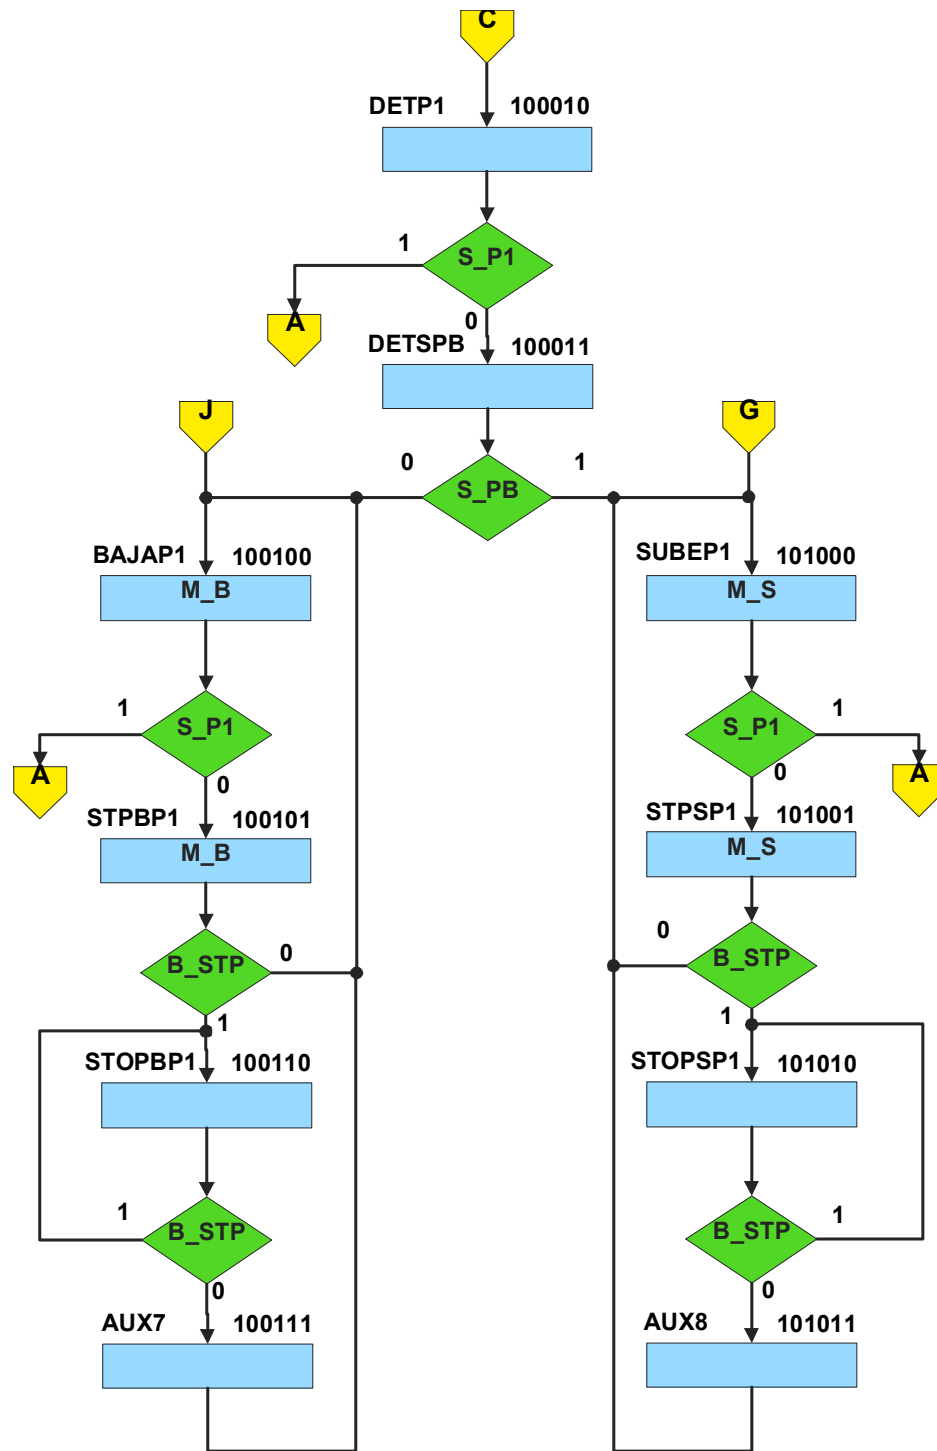 C
DETP1 100010
1
S_P1
A
0
DETSPB 100011
J
G
0
S_PB
1
BAJAP1 100100
M_B
SUBEP1 101000
M_S
1
S_P1
A
0
S_P1
1
A
0
STPBP1 100101
M_B
STPSP1 101001
M_S
B_STP
0
0
B_STP
1
1
STOPBP1 100110
STOPSP1 101010
1
B_STP
0
B_STP
1
0
AUX7 100111
AUX8 101011